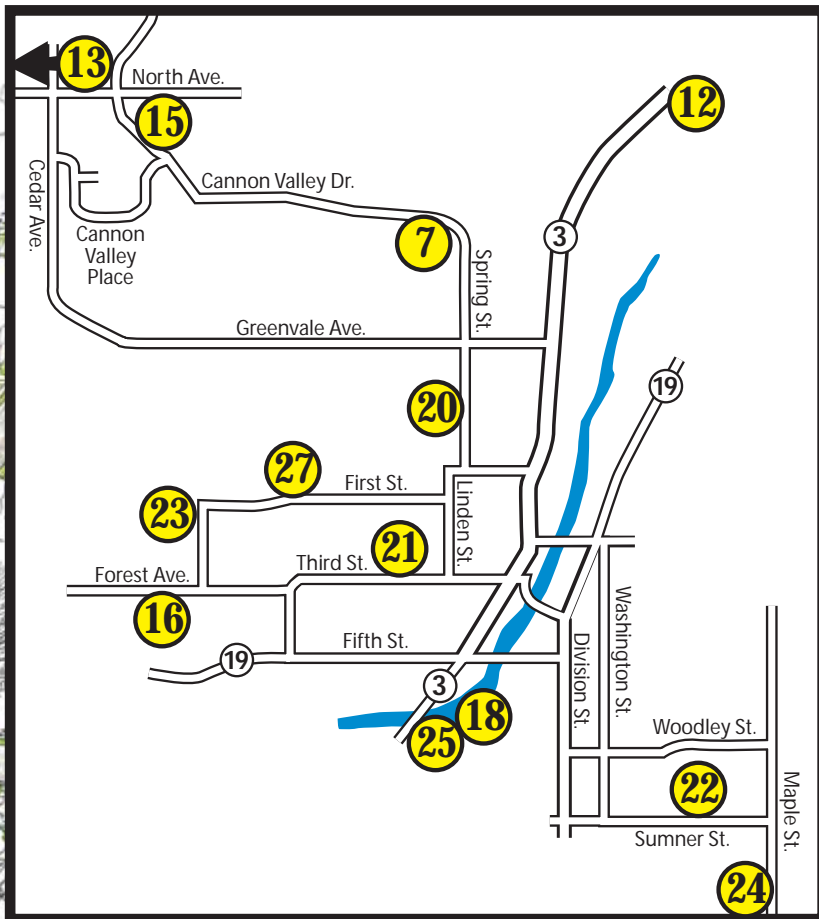 13
North Ave.
12
15
Cedar Ave.
Cannon Valley Dr.
Cannon
Valley
Place
7
3
Spring St.
Greenvale Ave.
19
20
27
First St.
Linden St.
23
21
Third St.
Forest Ave.
16
Washington St.
Fifth St.
19
Division St.
3
18
25
Woodley St.
22
Maple St.
Sumner St.
24